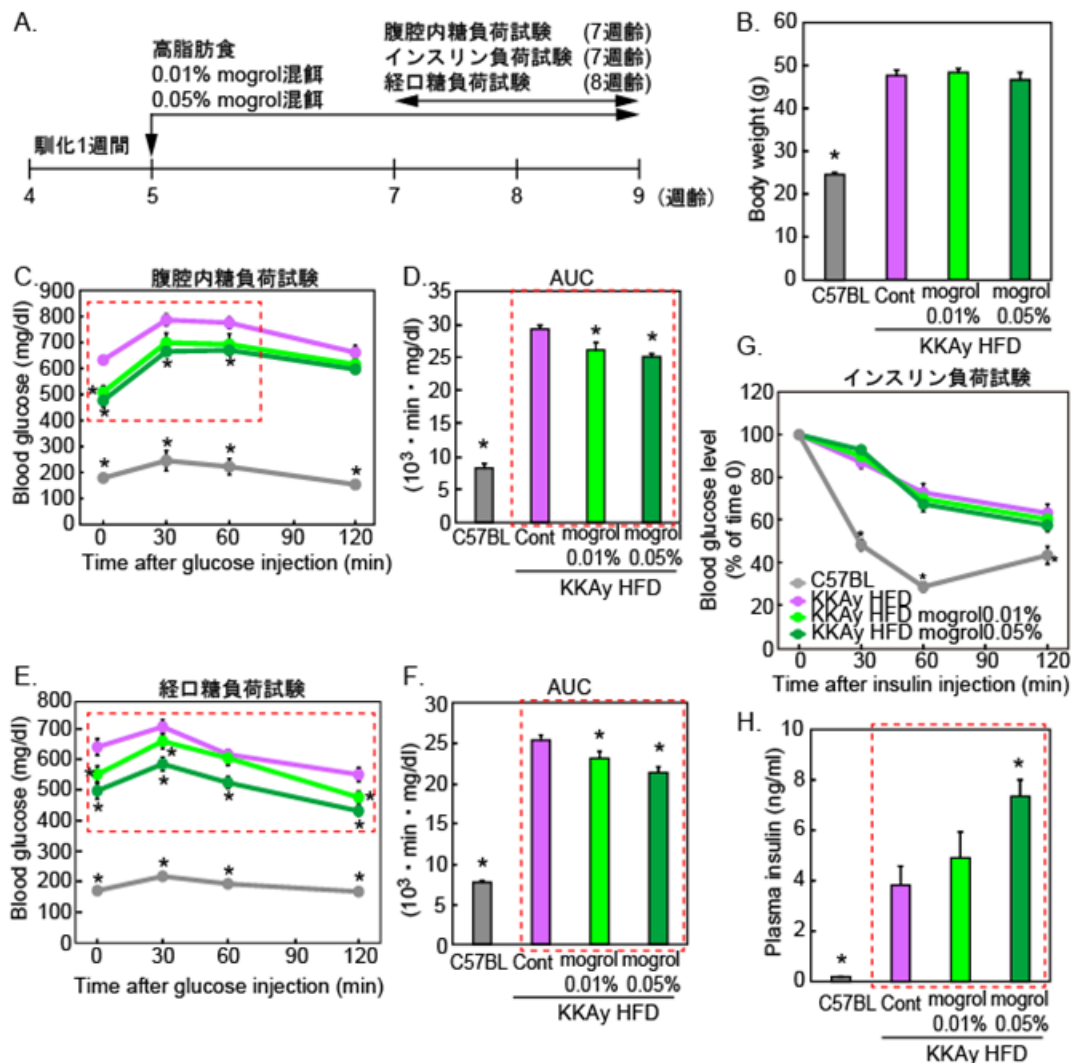 A.
高脂肪食
0.01% mogrol混餌
0.05% mogrol混餌
腹腔内糖負荷試験 (7週齢)
インスリン負荷試験 (7週齢)
経口糖負荷試験 (8週齢)
馴化1週間
4 5 7 8 9 (週齢)
B.
Body weight (g)
60
50
40
30
20
10
0
*
C57BL Cont mogrol mogrol
0.01% 0.05%
KKAy HFD
C.
腹腔内糖負荷試験
Blood glucose (mg/dl)
900
800
700
600
500
400
300
200
100
0
* * * *
* * * *
0 30 60 90 120
Time after glucose injection (min)
D.
AUC
(10³・min・mg/dl)
35
30
25
20
15
10
5
0
* * *
C57BL Cont mogrol mogrol
0.01% 0.05%
KKAy HFD
G.
インスリン負荷試験
Blood glucose level
(% of time 0)
120
100
80
60
40
20
0
* * *
C57BL
KKAy HFD
KKAy HFD mogrol0.01%
KKAy HFD mogrol0.05%
0 30 60 90 120
Time after insulin injection (min)
E.
経口糖負荷試験
Blood glucose (mg/dl)
800
700
600
500
400
300
200
100
0
* * *
* * * *
* * * *
0 30 60 90 120
Time after glucose injection (min)
F.
AUC
(10³・min・mg/dl)
30
25
20
15
10
5
0
* * *
C57BL Cont mogrol mogrol
0.01% 0.05%
KKAy HFD
H.
Plasma insulin (ng/ml)
10
8
6
4
2
0
* *
C57BL Cont mogrol mogrol
0.01% 0.05%
KKAy HFD